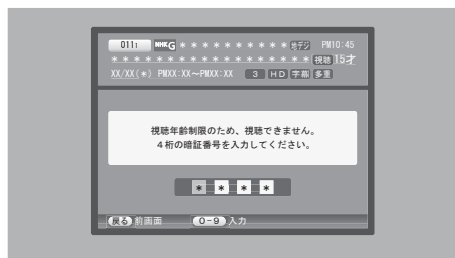 0111 NHKG ＊＊＊＊＊＊＊＊＊＊ 地デジ PM10:45
＊＊＊＊＊＊＊＊＊＊＊＊＊＊＊＊＊＊ 視聴 15才
XX/XX(＊) PMXX:XX～PMXX:XX 3 HD 字幕 多重
視聴年齢制限のため、視聴できません。
4桁の暗証番号を入力してください。
＊ ＊ ＊ ＊
戻る 前画面 0-9 入力